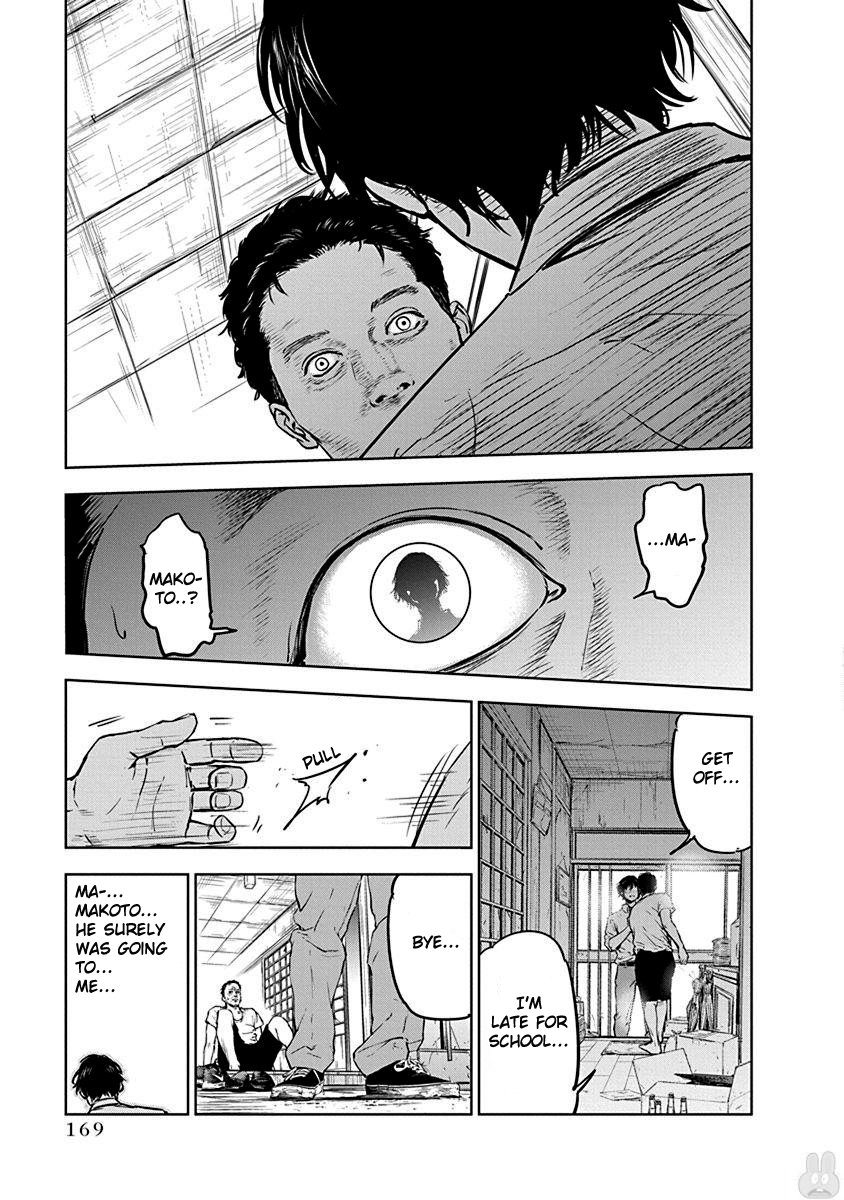 ...MA-
MAKO-
TO..?
GET
OFF...
I'M
LATE FOR
SCHOOL...
PULL
BYE...
MA-...
MAKOTO...
HE SURELY
WAS GOING
TO...
ME...
169